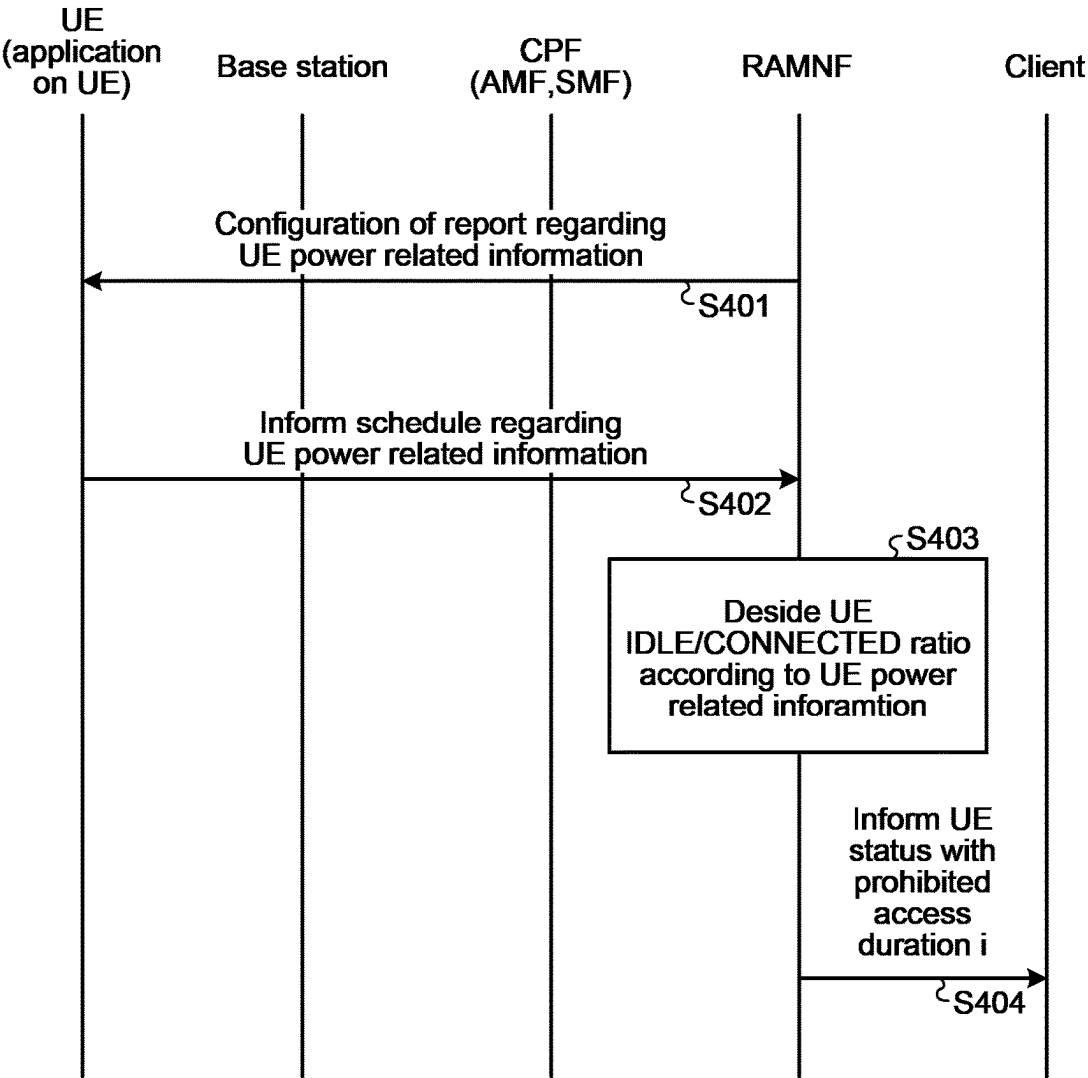 UE
(application
on UE)
Base station
CPF
(AMF,SMF)
RAMNF
Client
Configuration of report regarding
UE power related information
S401
Inform schedule regarding
UE power related information
S402
S403
Deside UE
IDLE/CONNECTED ratio
according to UE power
related inforamtion
Inform UE
status with
prohibited
access
duration i
S404